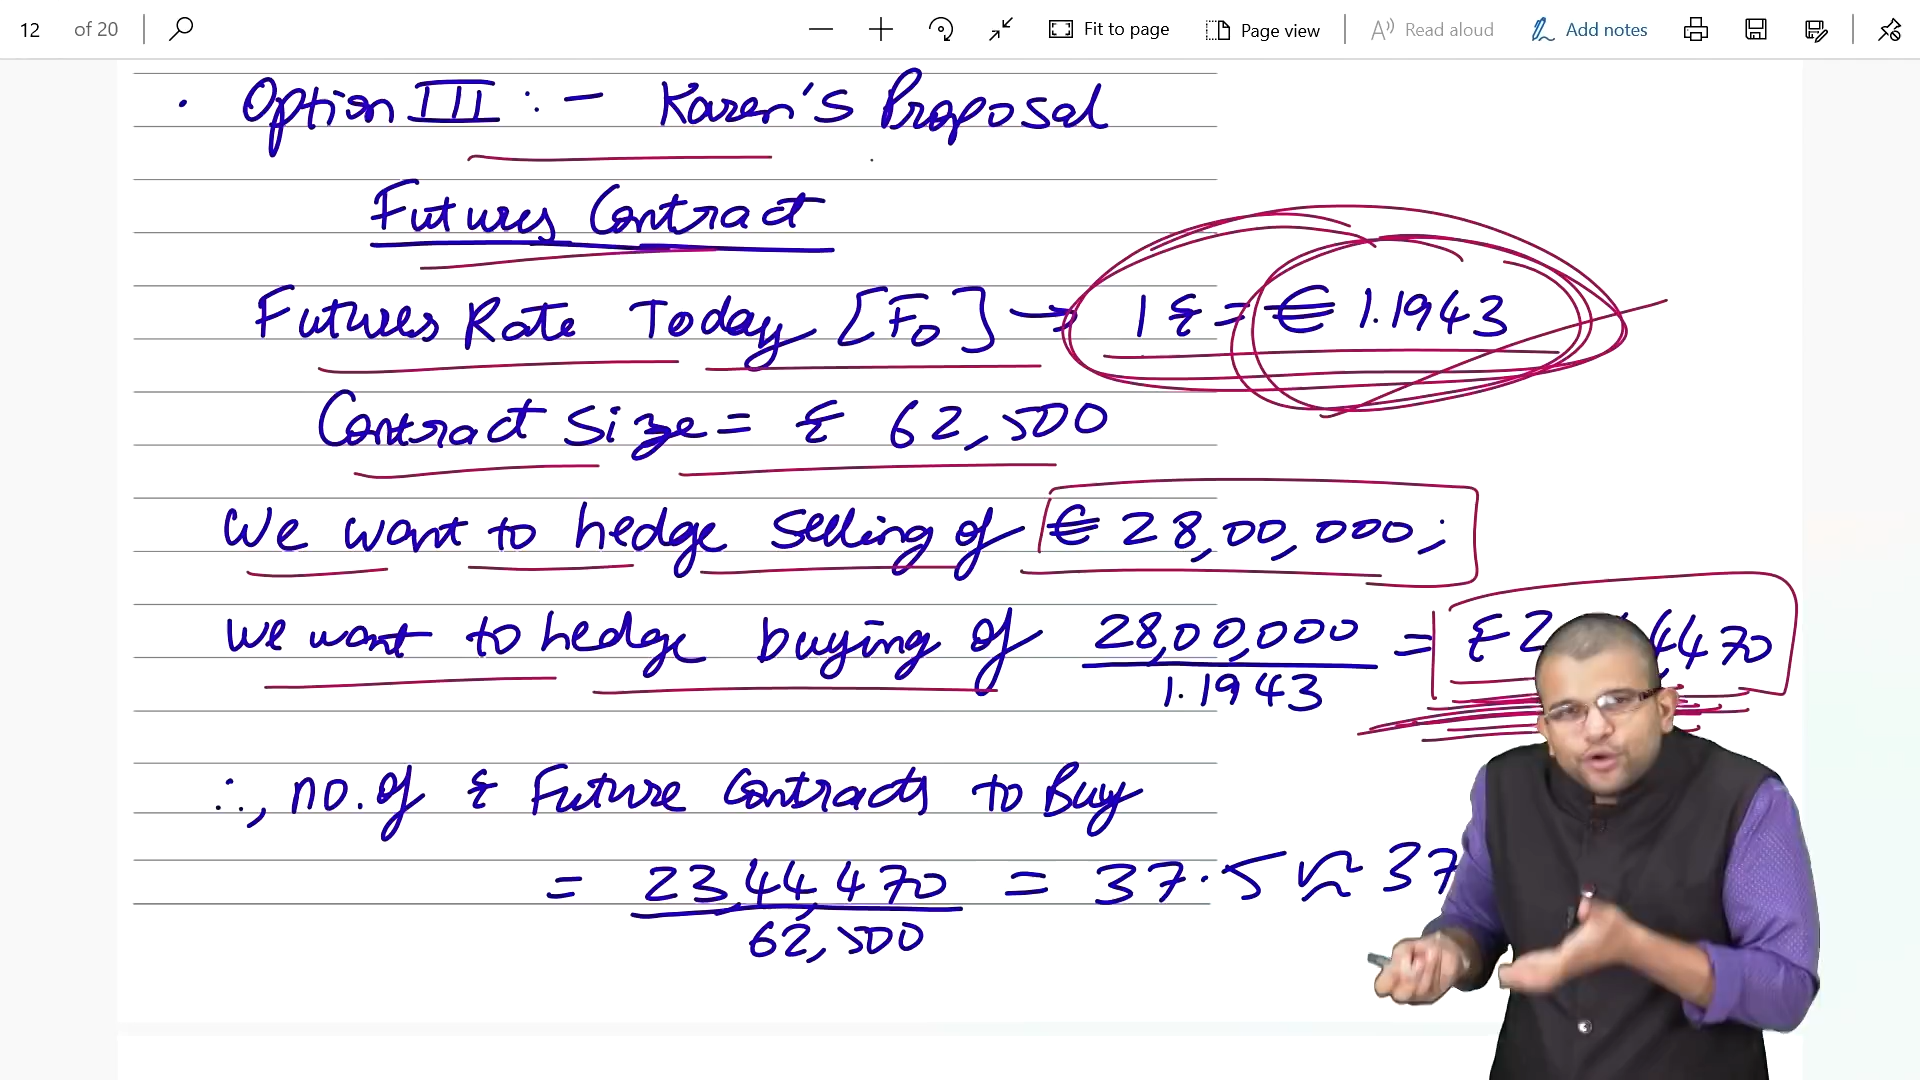 12 of 20 Fit to page Page view Read aloud Add notes
· Option III :- Karen's Proposal
Futures Contract
Futures Rate Today [F0] → 1 £ = € 1.1943
Contract Size = £ 62,500
We want to hedge selling of € 28,00,000;
We want to hedge buying of 28,00,000 = £ 470
1.1943
∴, no. of £ Future Contracts to Buy
= 23,44,470 = 37.5 ≈ 37
62,500